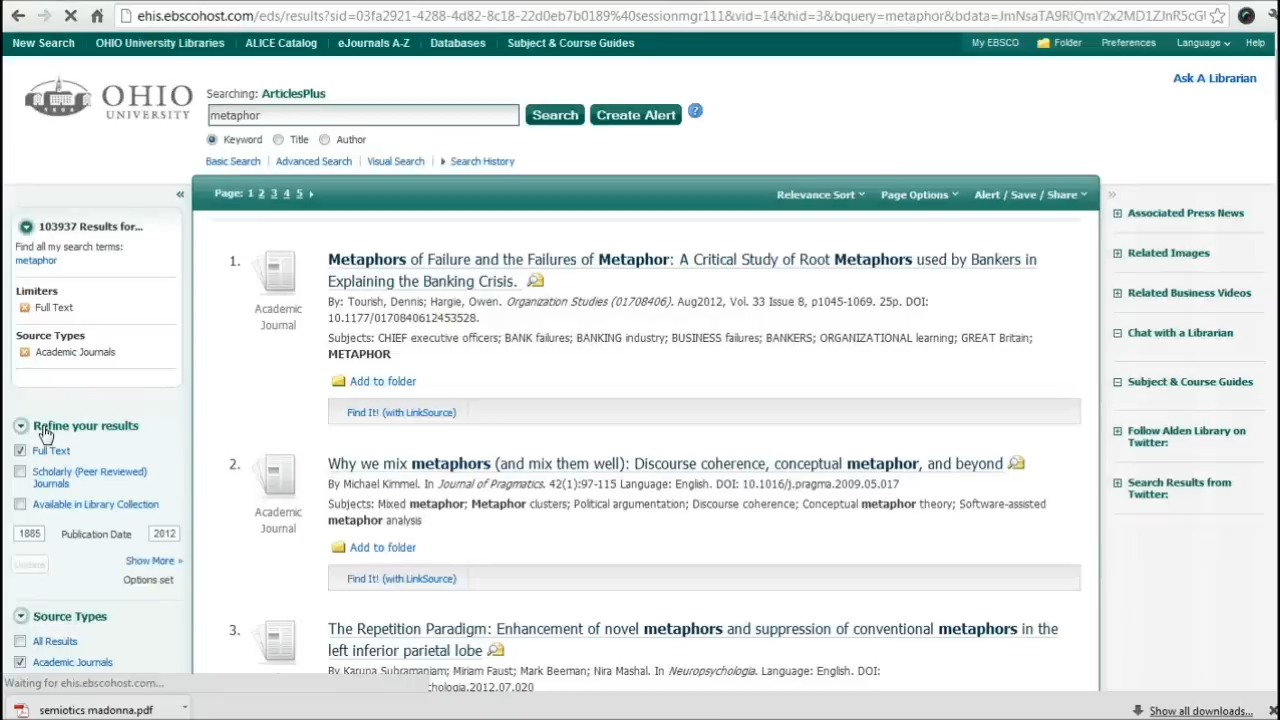 ehis.ebscohost.com/eds/results?sid=03fa2921-4288-4d82-8c18-22d0eb7b0189%40sessionmgr111&vid=14&hid=3&bquery=metaphor&bdata=
New Search OHIO University Libraries ALICE Catalog eJournals A-Z Databases Subject & Course Guides My EBSCO Folder Preferences Language Help
Ask A Librarian
OHIO
UNIVERSITY
Searching: ArticlesPlus
metaphor Search Create Alert ?
Keyword Title Author
Basic Search | Advanced Search | Visual Search | Search History
«
Page: 1 2 3 4 5 Relevance Sort Page Options Alert / Save / Share
»
103937 Results for...
Find all my search terms:
metaphor
Limiters
Full Text
Source Types
Academic Journals
Refine your results
Full Text
Scholarly (Peer Reviewed)
Journals
Available in Library Collection
1885 Publication Date 2012
Show More »
Update
Options set
Source Types
All Results
Academic Journals
1.
Academic
Journal
Metaphors of Failure and the Failures of Metaphor: A Critical Study of Root Metaphors used by Bankers in
Explaining the Banking Crisis.
By: Tourish, Dennis; Hargie, Owen. Organization Studies (01708406). Aug2012, Vol. 33 Issue 8, p1045-1069. 25p. DOI:
10.1177/0170840612453528.
Subjects: CHIEF executive officers; BANK failures; BANKING industry; BUSINESS failures; BANKERS; ORGANIZATIONAL learning; GREAT Britain;
METAPHOR
Add to folder
Find It! (with LinkSource)
2.
Academic
Journal
Why we mix metaphors (and mix them well): Discourse coherence, conceptual metaphor, and beyond
By Michael Kimmel. In Journal of Pragmatics. 42(1):97-115 Language: English. DOI: 10.1016/j.pragma.2009.05.017
Subjects: Mixed metaphor; Metaphor clusters; Political argumentation; Discourse coherence; Conceptual metaphor theory; Software-assisted
metaphor analysis
Add to folder
Find It! (with LinkSource)
3.
The Repetition Paradigm: Enhancement of novel metaphors and suppression of conventional metaphors in the
left inferior parietal lobe
By Karuna Subramaniam; Miriam Faust; Mark Beeman; Nira Mashal. In Neuropsychologia. Language: English. DOI:
chologia.2012.07.020
Associated Press News
Related Images
Related Business Videos
Chat with a Librarian
Subject & Course Guides
Follow Alden Library on
Twitter:
Search Results from
Twitter:
Waiting for ehis.ebscohost.com...
semiotics madonna.pdf
Show all downloads...